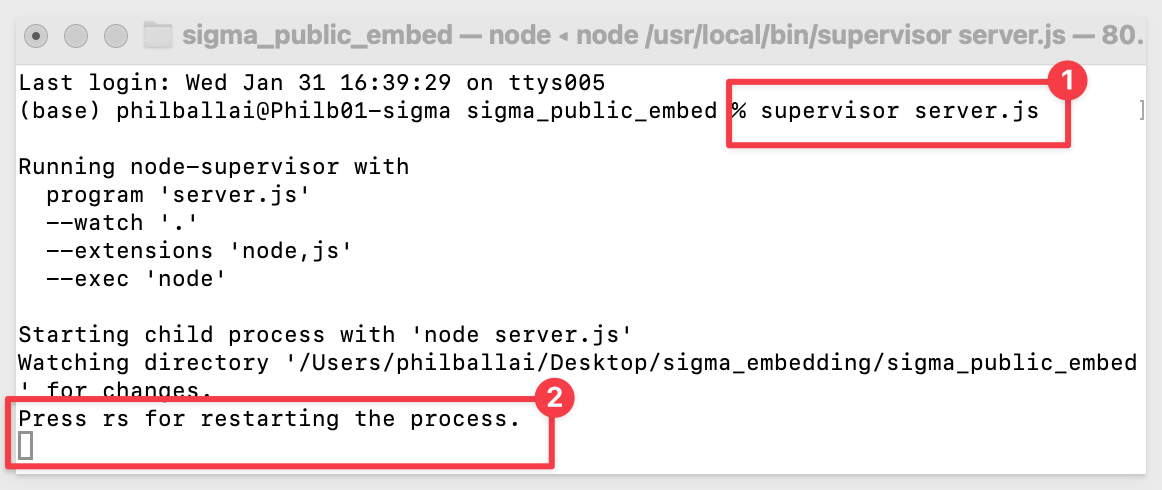 sigma_public_embed — node ◂ node /usr/local/bin/supervisor server.js — 80.
Last login: Wed Jan 31 16:39:29 on ttys005
1
(base) philballai@Philb01-sigma sigma_public_embed % supervisor server.js ]
Running node-supervisor with
  program 'server.js'
  --watch '.'
  --extensions 'node,js'
  --exec 'node'
Starting child process with 'node server.js'
Watching directory '/Users/philballai/Desktop/sigma_embedding/sigma_public_embed
' for changes.
2
Press rs for restarting the process.